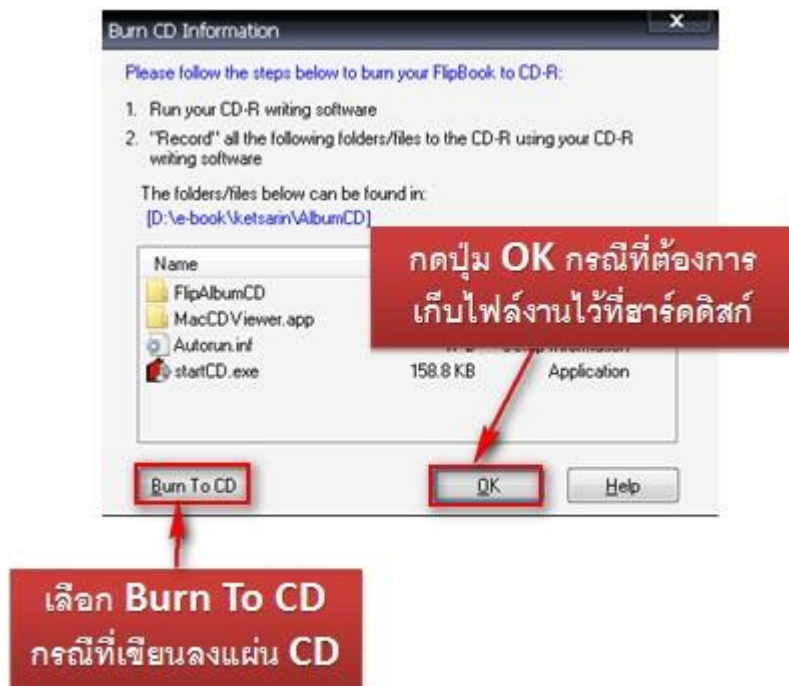 Burn CD Information
Please follow the steps below to burn your FlipBook to CD-R:
1. Run your CD-R writing software
2. "Record" all the following folders/files to the CD-R using your CD-R
writing software
The folders/files below can be found in:
[D:\e-book\ketsarin\AlbumCD]
Name
FlipAlbumCD
MacCDViewer.app
Autorun.inf
startCD.exe 158.8 KB Application
กดปุ่ม OK กรณีที่ต้องการ
เก็บไฟล์งานไว้ที่ฮาร์ดดิสก์
Burn To CD OK Help
เลือก Burn To CD
กรณีที่เขียนลงแผ่น CD